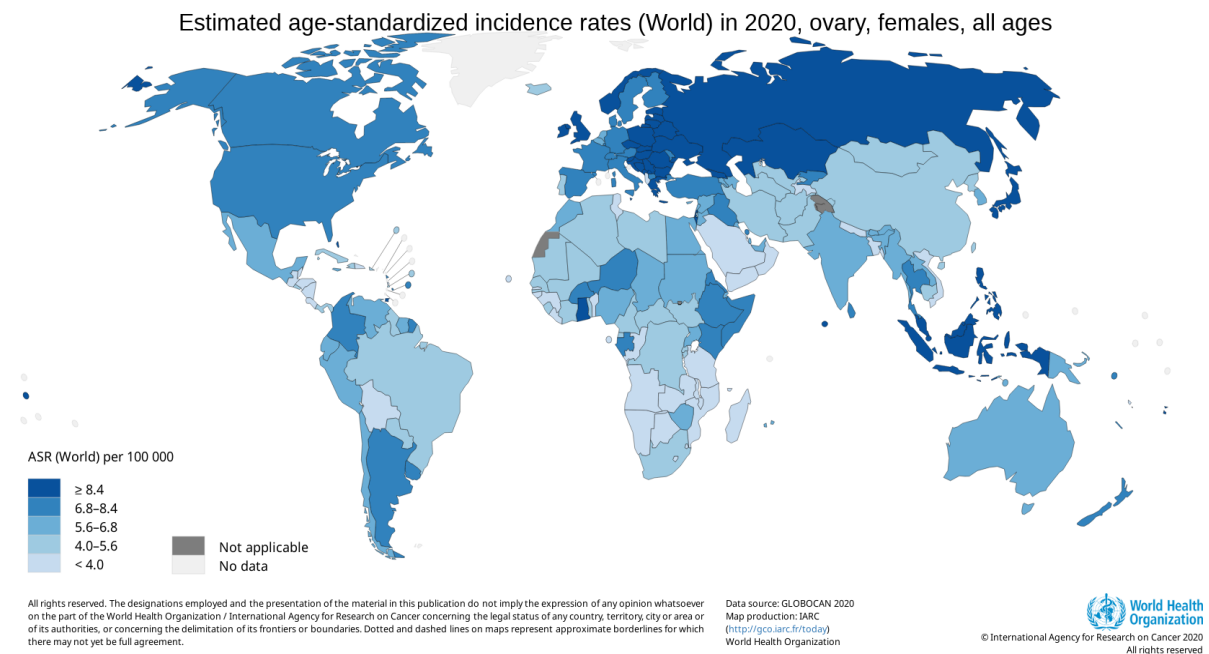 Estimated age-standardized incidence rates (World) in 2020, ovary, females, all ages
ASR (World) per 100 000
≥ 8.4
6.8–8.4
5.6–6.8
4.0–5.6
< 4.0
Not applicable
No data
All rights reserved. The designations employed and the presentation of the material in this publication do not imply the expression of any opinion whatsoever
on the part of the World Health Organization / International Agency for Research on Cancer concerning the legal status of any country, territory, city or area or
of its authorities, or concerning the delimitation of its frontiers or boundaries. Dotted and dashed lines on maps represent approximate borderlines for which
there may not yet be full agreement.
Data source: GLOBOCAN 2020
Map production: IARC
(http://gco.iarc.fr/today)
World Health Organization
World Health
Organization
© International Agency for Research on Cancer 2020
All rights reserved